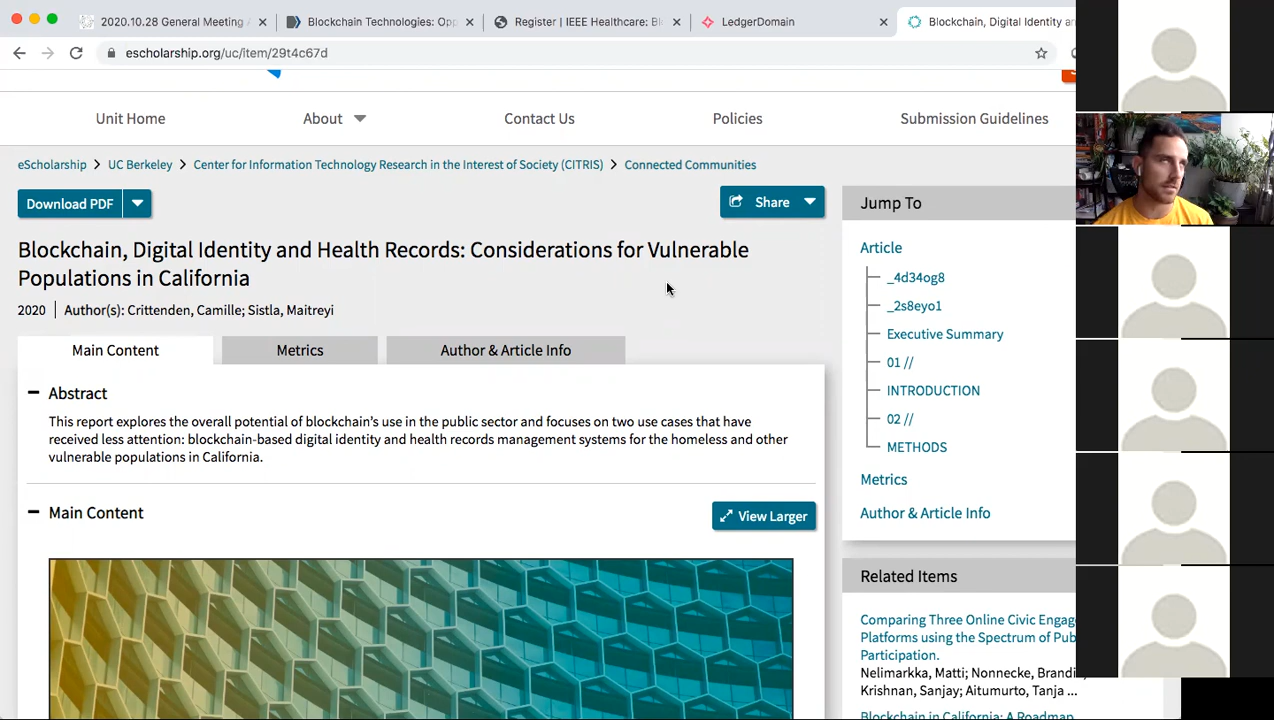 2020.10.28 General Meeting
Blockchain Technologies: Opp
Register | IEEE Healthcare: Bl
LedgerDomain
Blockchain, Digital Identity an
escholarship.org/uc/item/29t4c67d
Unit Home
About
Contact Us
Policies
Submission Guidelines
eScholarship > UC Berkeley > Center for Information Technology Research in the Interest of Society (CITRIS) > Connected Communities
Download PDF
Share
Blockchain, Digital Identity and Health Records: Considerations for Vulnerable
Populations in California
2020 | Author(s): Crittenden, Camille; Sistla, Maitreyi
Main Content
Metrics
Author & Article Info
Abstract
This report explores the overall potential of blockchain's use in the public sector and focuses on two use cases that have
received less attention: blockchain-based digital identity and health records management systems for the homeless and other
vulnerable populations in California.
Main Content
View Larger
Jump To
Article
_4d34og8
_2s8eyo1
Executive Summary
01 //
INTRODUCTION
02 //
METHODS
Metrics
Author & Article Info
Related Items
Comparing Three Online Civic Engag
Platforms using the Spectrum of Pub
Participation.
Nelimarkka, Matti; Nonnecke, Brandi
Krishnan, Sanjay; Aitumurto, Tanja ...
Blockchain in California: A Roadmap